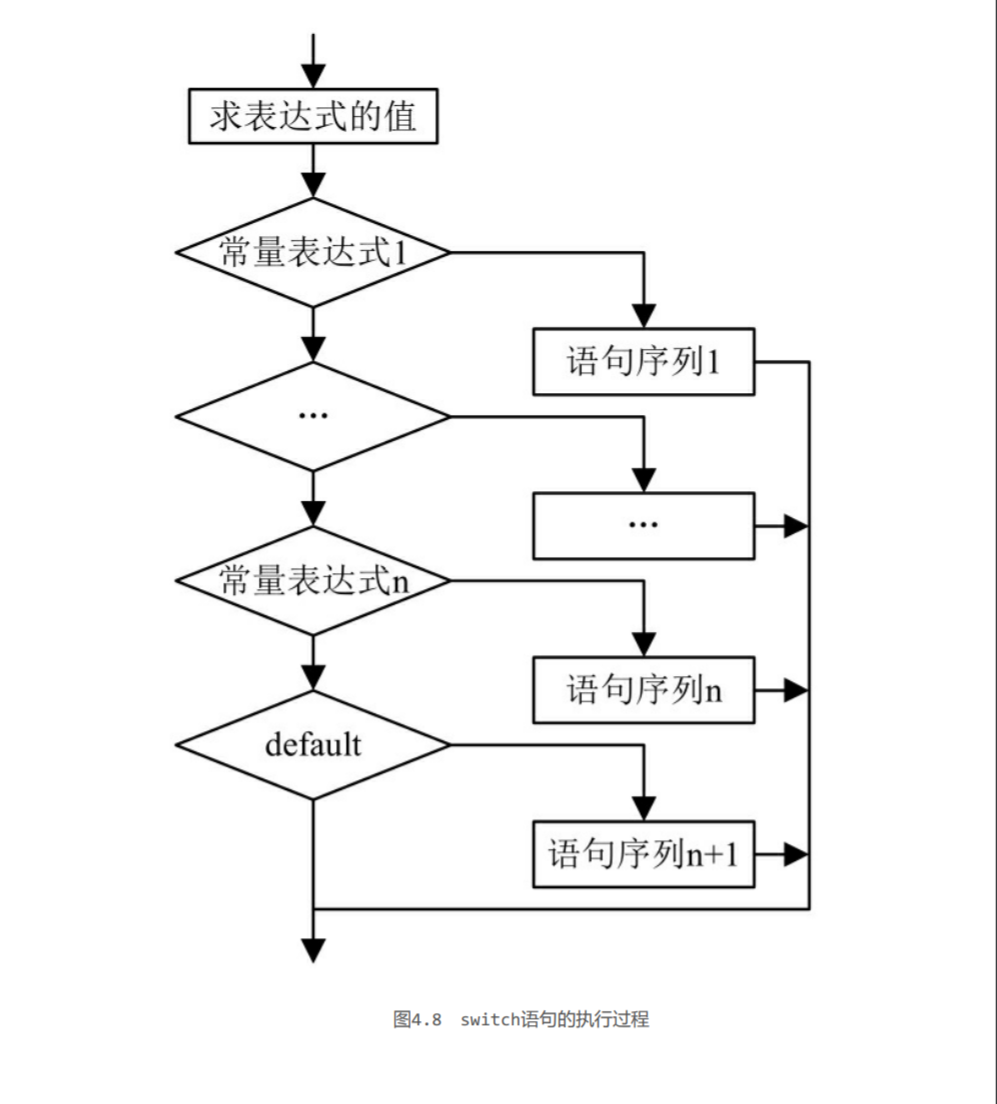 求表达式的值
常量表达式1
语句序列1
…
…
常量表达式n
语句序列n
default
语句序列n+1
图4.8 switch语句的执行过程